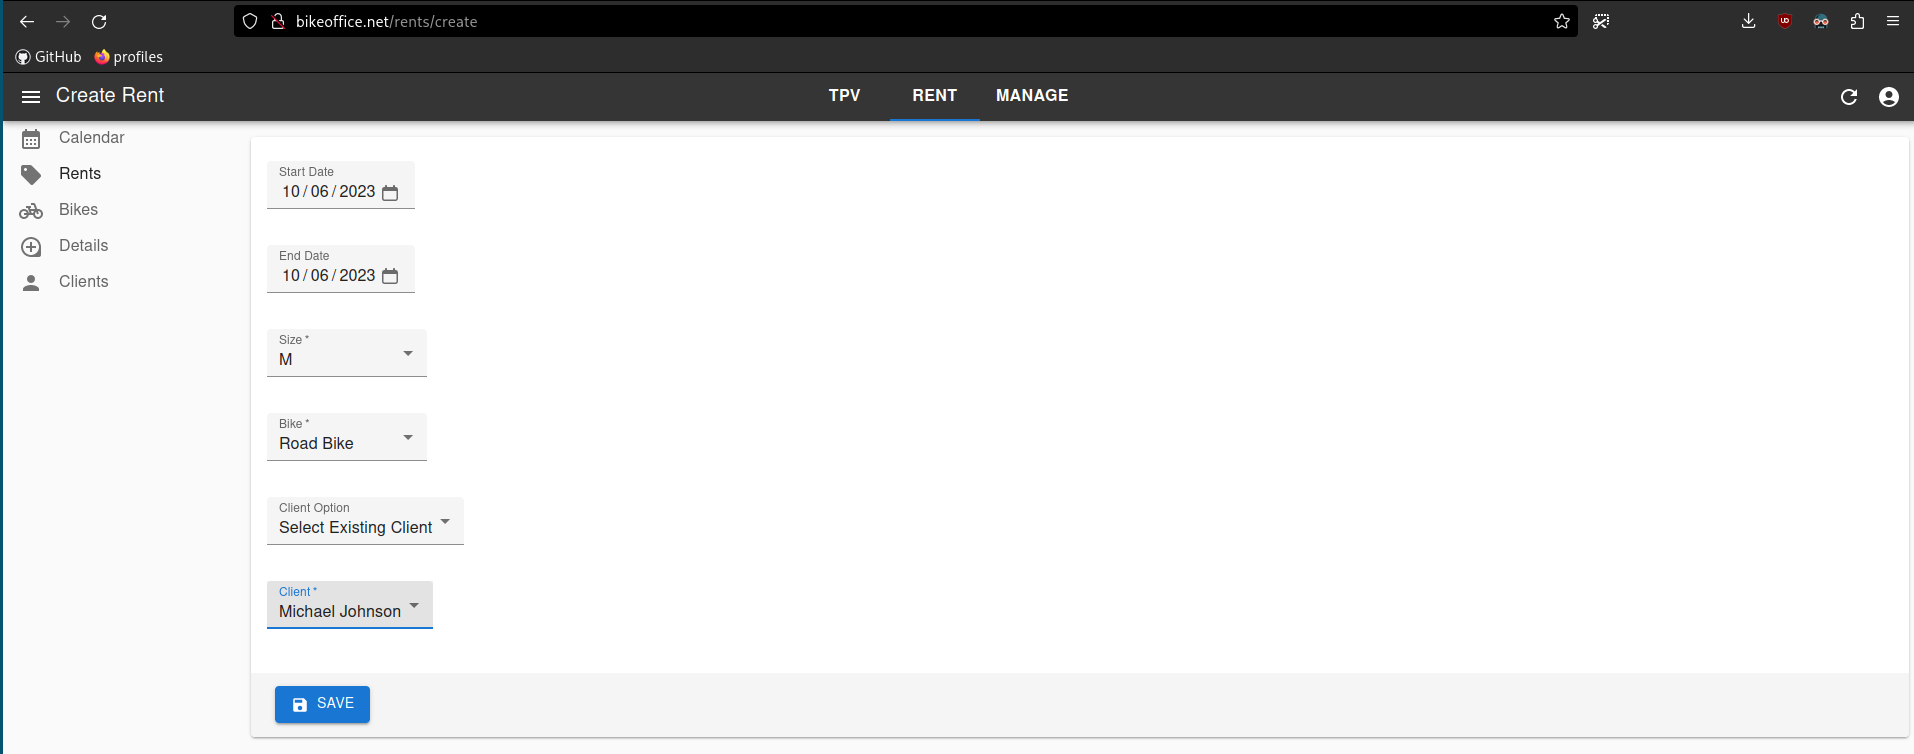 bikeoffice.net/rents/create
GitHub profiles
Create Rent TPV RENT MANAGE
Calendar
Rents
Bikes
Details
Clients
Start Date
10 / 06 / 2023
End Date
10 / 06 / 2023
Size *
M
Bike *
Road Bike
Client Option
Select Existing Client
Client *
Michael Johnson
SAVE